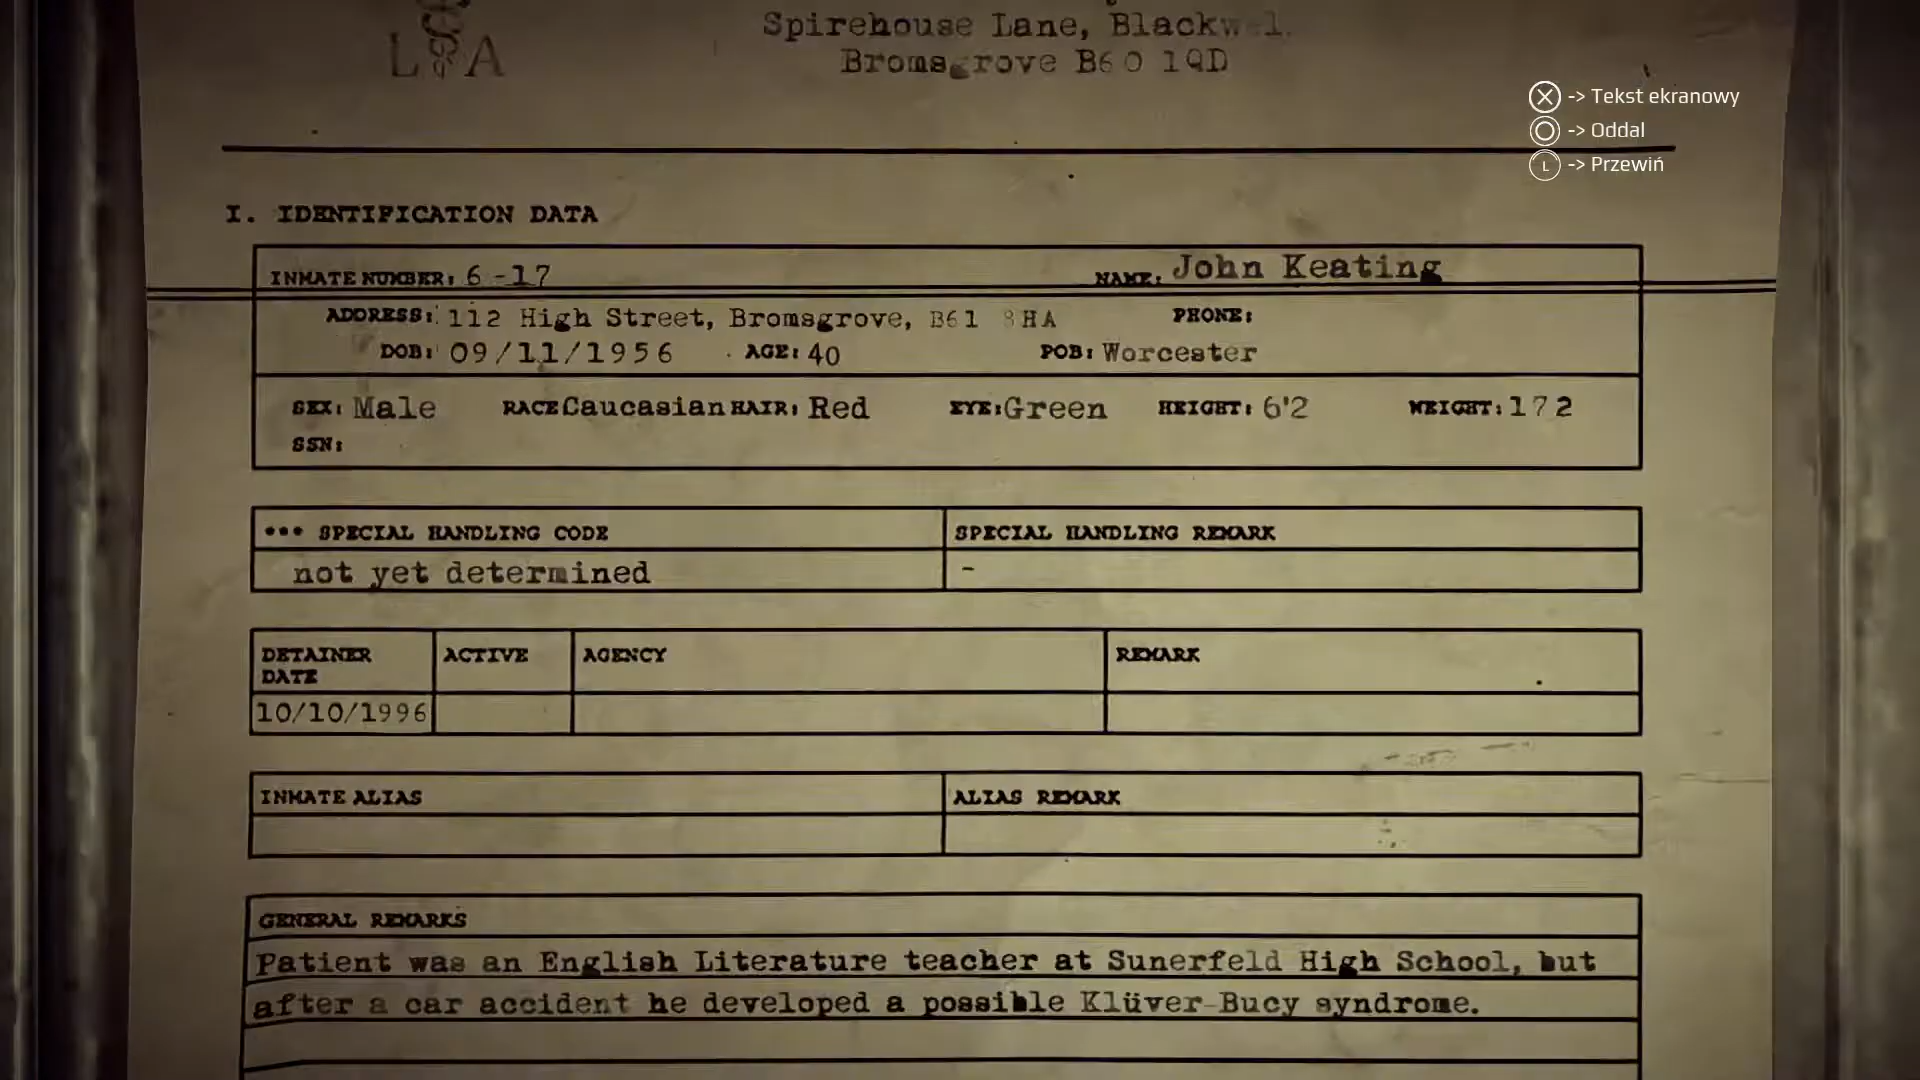 L A
Spirehouse Lane, Blackwel.
Bromsgrove B60 1QD
-> Tekst ekranowy
-> Oddal
L -> Przewiń
I. IDENTIFICATION DATA
INMATE NUMBER: 6-17 NAME: John Keating
ADDRESS: 112 High Street, Bromsgrove, B61 8HA PHONE:
DOB: 09/11/1956 AGE: 40 POB: Worcester
SEX: Male RACE Caucasian HAIR: Red EYE: Green HEIGHT: 6'2 WEIGHT: 172
SSN:
*** SPECIAL HANDLING CODE SPECIAL HANDLING REMARK
not yet determined -
DETAINER ACTIVE AGENCY REMARK
DATE
10/10/1996
INMATE ALIAS ALIAS REMARK
GENERAL REMARKS
Patient was an English Literature teacher at Sunerfeld High School, but
after a car accident he developed a possible Klüver-Bucy syndrome.